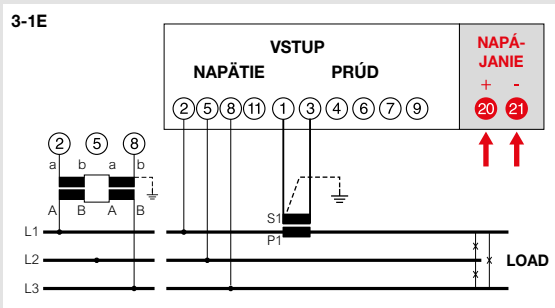 3-1E
VSTUP
NAPÄTIE PRÚD
NAPÁ-
JANIE
+ -
2 5 8 11 1 3 4 6 7 9 20 21
2 5 8
a b a b
A B A B
S1
P1
L1
L2
L3
LOAD